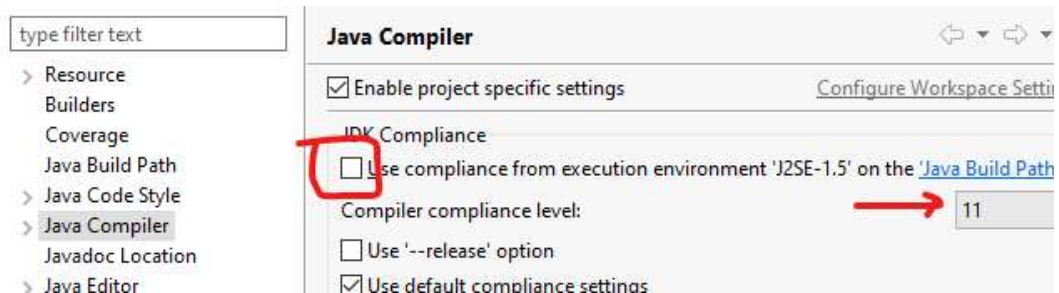 type filter text
Resource
Builders
Coverage
Java Build Path
Java Code Style
Java Compiler
Javadoc Location
Java Editor
Java Compiler
Enable project specific settings
Configure Workspace Setti
JDK Compliance
Use compliance from execution environment 'J2SE-1.5' on the 'Java Build Path
Compiler compliance level:
11
Use '--release' option
Use default compliance settings